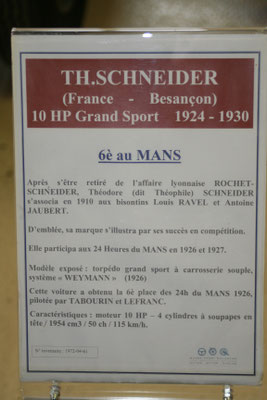 TH.SCHNEIDER
(France - Besançon)
10 HP Grand Sport 1924 - 1930
6è au MANS
Après s'être retiré de l'affaire lyonnaise ROCHET-
SCHNEIDER, Théodore (dit Théophile) SCHNEIDER
s'associa en 1910 aux bisontins Louis RAVEL et Antoine
JAUBERT.
D'emblée, sa marque s'illustra par ses succès en compétition.
Elle participa aux 24 Heures du MANS en 1926 et 1927.
Modèle exposé : torpédo grand sport à carrosserie souple,
système « WEYMANN » (1926)
Cette voiture a obtenu la 6è place des 24h du MANS 1926,
pilotée par TABOURIN et LEFRANC.
Caractéristiques : moteur 10 HP – 4 cylindres à soupapes en
tête / 1954 cm3 / 50 ch / 115 km/h.
N° inventaire :